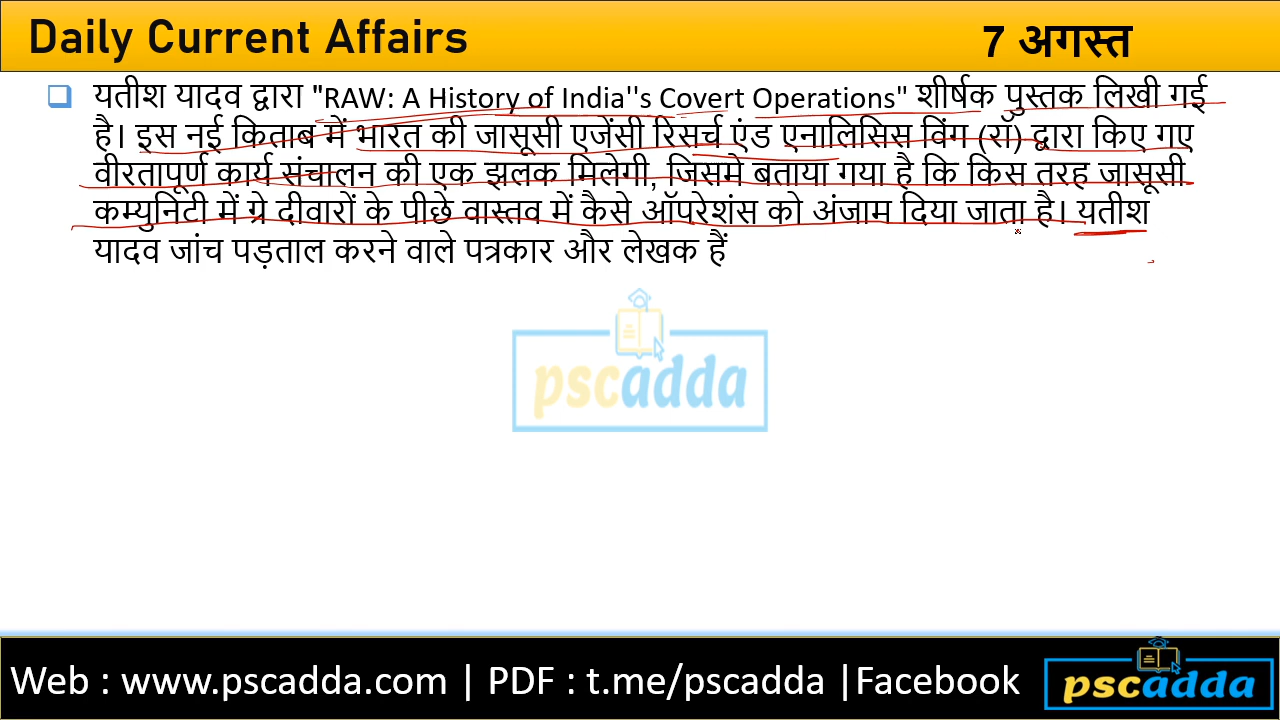 Daily Current Affairs
7 अगस्त
यतीश यादव द्वारा "RAW: A History of India''s Covert Operations" शीर्षक पुस्तक लिखी गई
है। इस नई किताब में भारत की जासूसी एजेंसी रिसर्च एंड एनालिसिस विंग (रॉ) द्वारा किए गए
वीरतापूर्ण कार्य संचालन की एक झलक मिलेगी, जिसमें बताया गया है कि किस तरह जासूसी
कम्युनिटी में ग्रे दीवारों के पीछे वास्तव में कैसे ऑपरेशंस को अंजाम दिया जाता है। यतीश
यादव जांच पड़ताल करने वाले पत्रकार और लेखक हैं
pscadda
Web : www.pscadda.com | PDF : t.me/pscadda |Facebook
pscadda